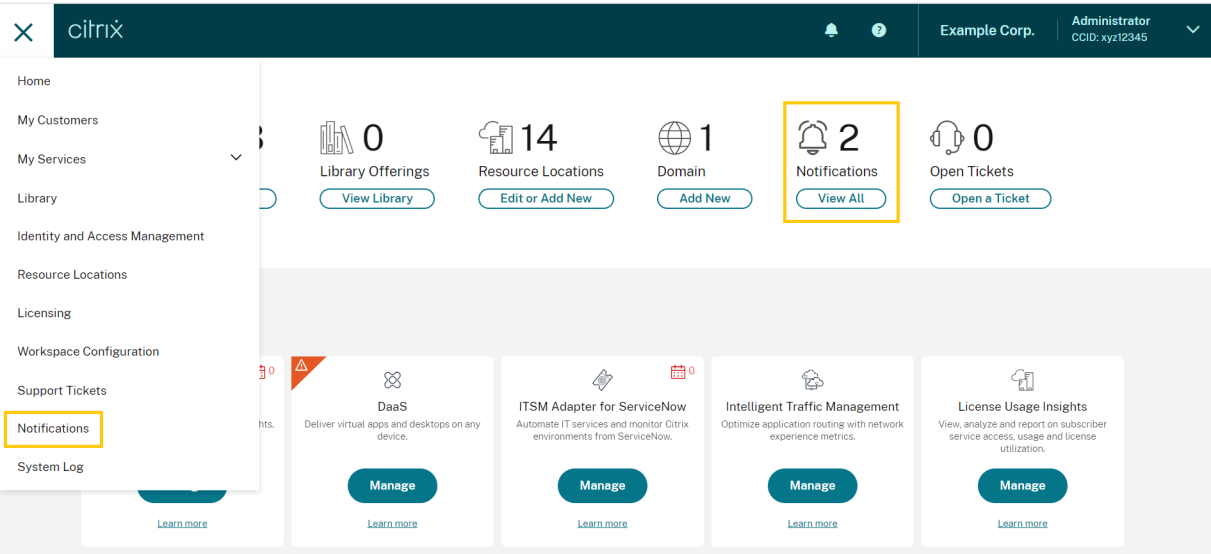 citrix
Example Corp.
Administrator
CCID: xyz12345
Home
My Customers
My Services
Library
Identity and Access Management
Resource Locations
Licensing
Workspace Configuration
Support Tickets
Notifications
System Log
0
Library Offerings
View Library
14
Resource Locations
Edit or Add New
1
Domain
Add New
2
Notifications
View All
0
Open Tickets
Open a Ticket
0
Learn more
DaaS
Deliver virtual apps and desktops on any
device.
Manage
Learn more
0
ITSM Adapter for ServiceNow
Automate IT services and monitor Citrix
environments from ServiceNow.
Manage
Learn more
Intelligent Traffic Management
Optimize application routing with network
experience metrics.
Manage
Learn more
License Usage Insights
View, analyze and report on subscriber
service access, usage and license
utilization.
Manage
Learn more